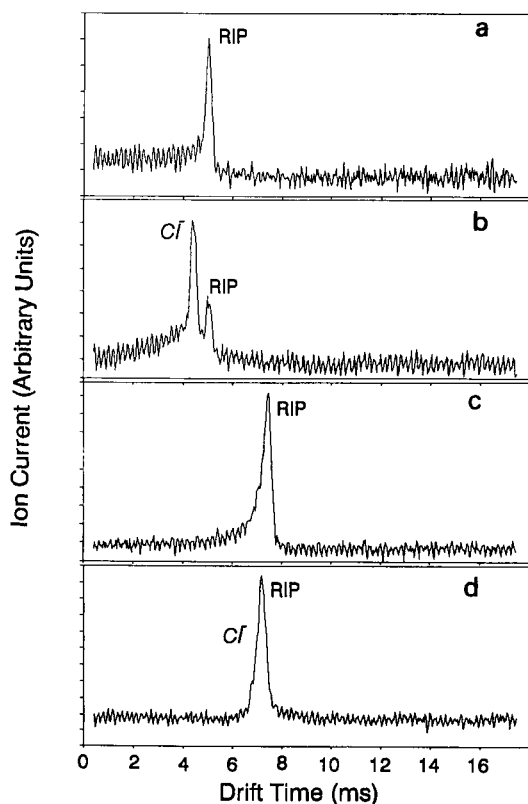 a
RIP
b
Cl⁻
RIP
c
RIP
d
RIP
Cl⁻
Ion Current (Arbitrary Units)
0 2 4 6 8 10 12 14 16
Drift Time (ms)